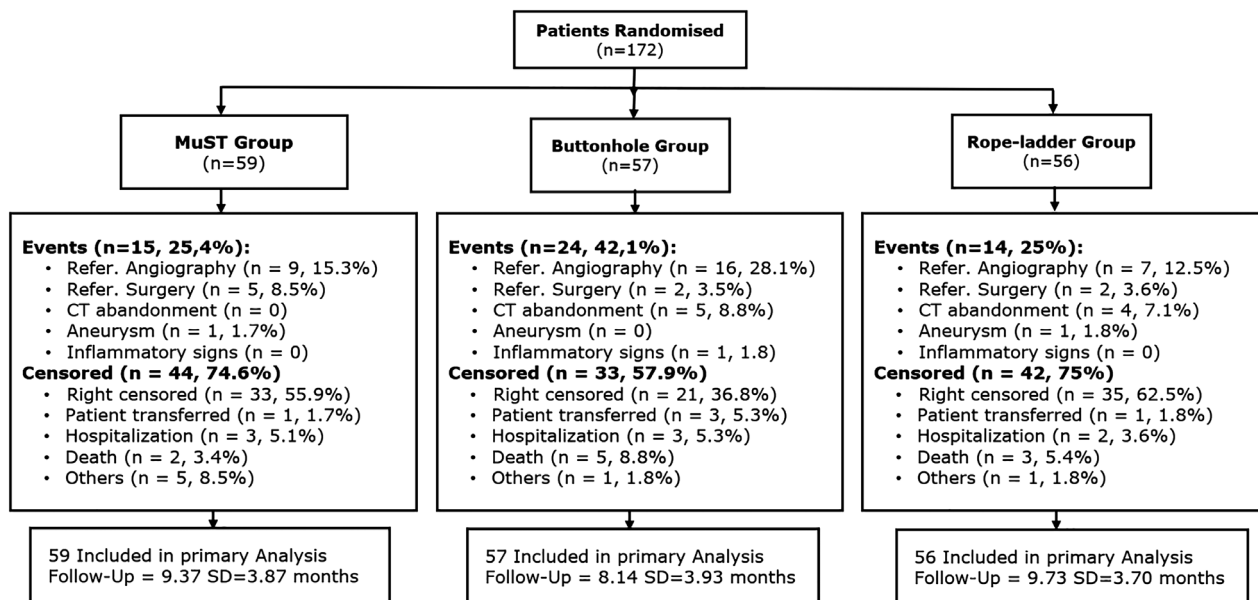 Patients Randomised
(n=172)
MuST Group
(n=59)
Buttonhole Group
(n=57)
Rope-ladder Group
(n=56)
Events (n=15, 25,4%):
• Refer. Angiography (n = 9, 15.3%)
• Refer. Surgery (n = 5, 8.5%)
• CT abandonment (n = 0)
• Aneurysm (n = 1, 1.7%)
• Inflammatory signs (n = 0)
Censored (n = 44, 74.6%)
• Right censored (n = 33, 55.9%)
• Patient transferred (n = 1, 1.7%)
• Hospitalization (n = 3, 5.1%)
• Death (n = 2, 3.4%)
• Others (n = 5, 8.5%)
Events (n=24, 42,1%):
• Refer. Angiography (n = 16, 28.1%)
• Refer. Surgery (n = 2, 3.5%)
• CT abandonment (n = 5, 8.8%)
• Aneurysm (n = 0)
• Inflammatory signs (n = 1, 1.8)
Censored (n = 33, 57.9%)
• Right censored (n = 21, 36.8%)
• Patient transferred (n = 3, 5.3%)
• Hospitalization (n = 3, 5.3%)
• Death (n = 5, 8.8%)
• Others (n = 1, 1.8%)
Events (n=14, 25%):
• Refer. Angiography (n = 7, 12.5%)
• Refer. Surgery (n = 2, 3.6%)
• CT abandonment (n = 4, 7.1%)
• Aneurysm (n = 1, 1.8%)
• Inflammatory signs (n = 0)
Censored (n = 42, 75%)
• Right censored (n = 35, 62.5%)
• Patient transferred (n = 1, 1.8%)
• Hospitalization (n = 2, 3.6%)
• Death (n = 3, 5.4%)
• Others (n = 1, 1.8%)
59 Included in primary Analysis
Follow-Up = 9.37 SD=3.87 months
57 Included in primary Analysis
Follow-Up = 8.14 SD=3.93 months
56 Included in primary Analysis
Follow-Up = 9.73 SD=3.70 months